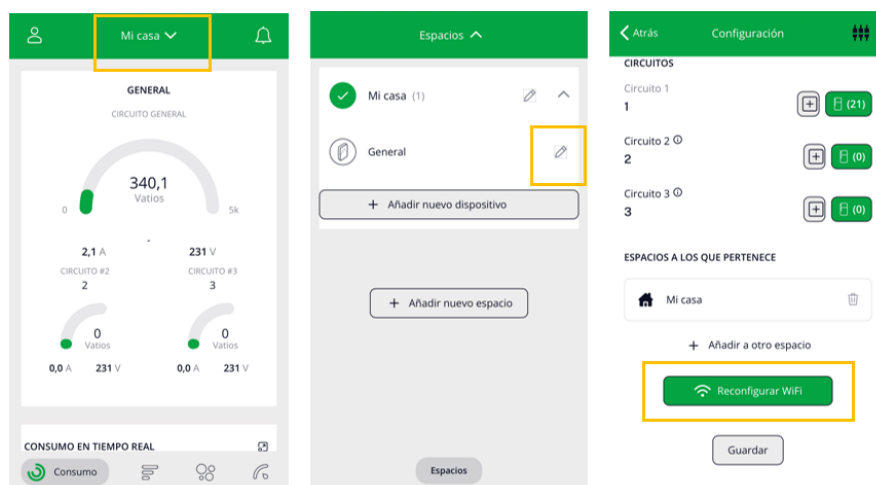 Mi casa
GENERAL
CIRCUITO GENERAL
340,1
Vatios
0
5k
2,1 A
231 V
CIRCUITO #2
CIRCUITO #3
2
3
0
0
Vatios
Vatios
0,0 A
231 V
0,0 A
231 V
CONSUMO EN TIEMPO REAL
Consumo
Espacios
Mi casa (1)
General
+ Añadir nuevo dispositivo
+ Añadir nuevo espacio
Espacios
Atrás
Configuración
CIRCUITOS
Circuito 1
1
(21)
Circuito 2
2
(0)
Circuito 3
3
(0)
ESPACIOS A LOS QUE PERTENECE
Mi casa
+ Añadir a otro espacio
Reconfigurar WiFi
Guardar